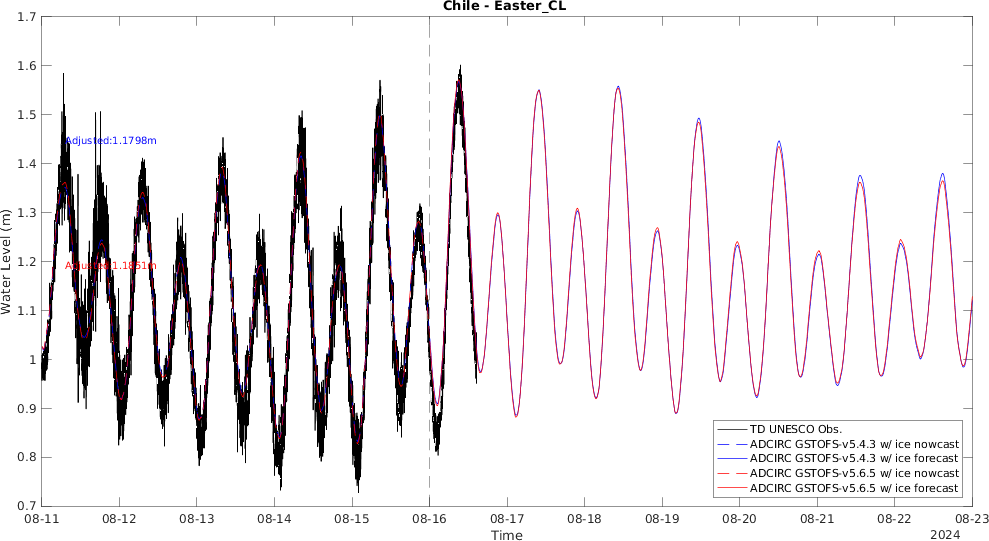 Chile - Easter_CL
Water Level (m)
1.7
1.6
1.5
1.4
1.3
1.2
1.1
1
0.9
0.8
0.7
Adjusted:1.1798m
TD UNESCO Obs.
ADCIRC GSTOFS-v5.4.3 w/ ice nowcast
ADCIRC GSTOFS-v5.4.3 w/ ice forecast
ADCIRC GSTOFS-v5.6.5 w/ ice nowcast
ADCIRC GSTOFS-v5.6.5 w/ ice forecast
08-11 08-12 08-13 08-14 08-15 08-16 08-17 08-18 08-19 08-20 08-21 08-22 08-23
Time
2024